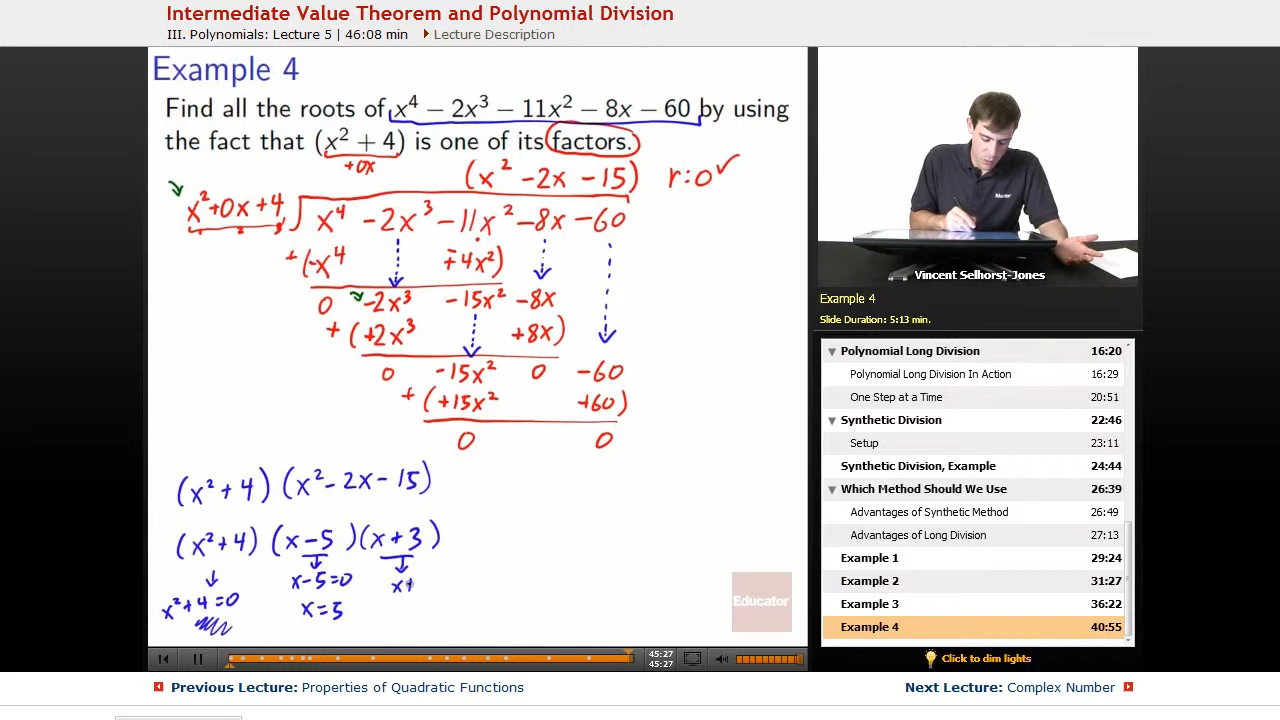 Intermediate Value Theorem and Polynomial Division
III. Polynomials: Lecture 5 | 46:08 min Lecture Description
Example 4
Find all the roots of x⁴ − 2x³ − 11x² − 8x − 60 by using
the fact that (x² + 4) is one of its factors.
+0x
(x² -2x -15) r:0✓
x²+0x+4 x⁴ -2x³ -11x² -8x -60
+(-x⁴ -4x²)
0 -2x³ -15x² -8x
+(+2x³ +8x)
0 -15x² 0 -60
+(+15x² +60)
0 0
(x²+4)(x²-2x-15)
(x²+4)(x-5)(x+3)
x²+4=0 x-5=0 x+
x=5
Educator
Educator
Vincent Selhorst-Jones
Example 4
Slide Duration: 5:13 min.
Polynomial Long Division 16:20
Polynomial Long Division In Action 16:29
One Step at a Time 20:51
Synthetic Division 22:46
Setup 23:11
Synthetic Division, Example 24:44
Which Method Should We Use 26:39
Advantages of Synthetic Method 26:49
Advantages of Long Division 27:13
Example 1 29:24
Example 2 31:27
Example 3 36:22
Example 4 40:55
45:27
45:27
Click to dim lights
Previous Lecture: Properties of Quadratic Functions
Next Lecture: Complex Number